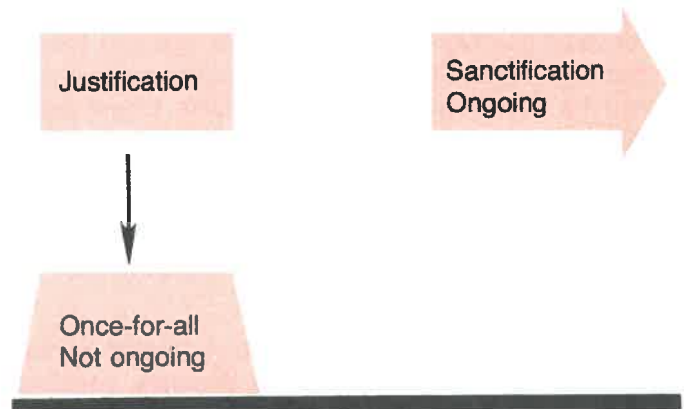 Justification
Sanctification
Ongoing
Once-for-all
Not ongoing